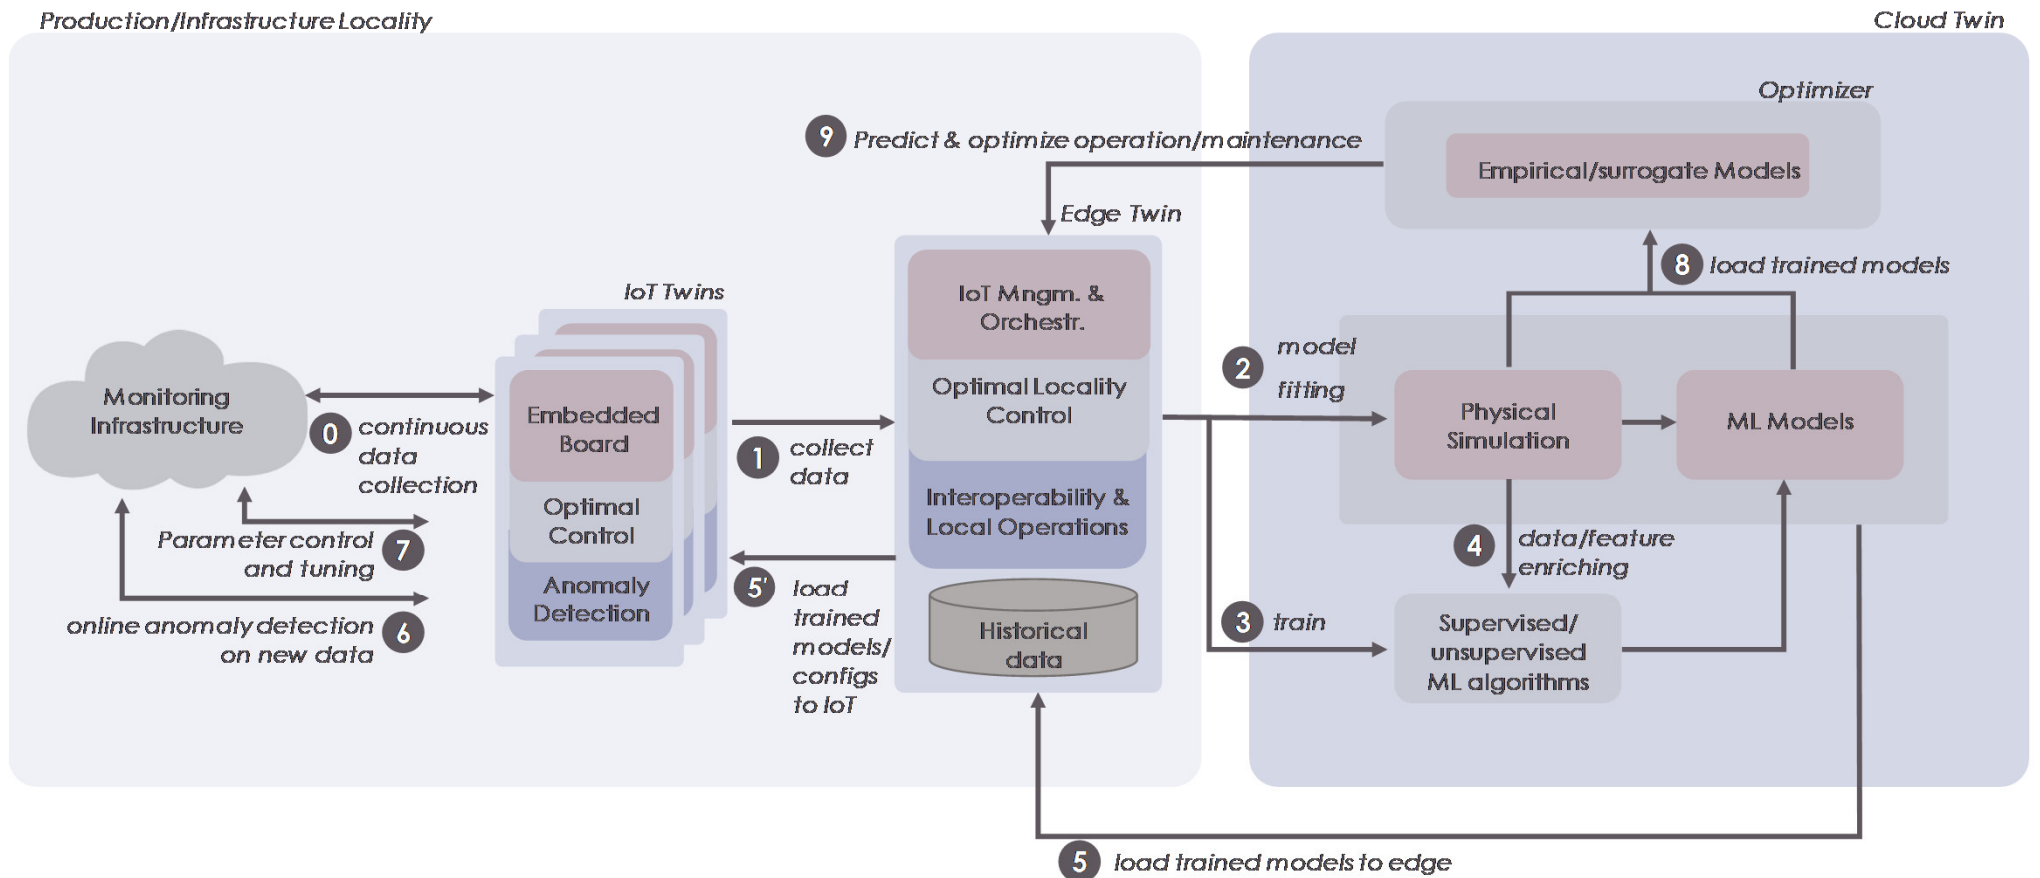 Production/Infrastructure Locality
Cloud Twin
Optimizer
9 Predict & optimize operation/maintenance
Empirical/surrogate Models
Edge Twin
8 load trained models
IoT Twins
IoT Mngm. &
Orchestr.
2 model
fitting
Monitoring
Infrastructure
Embedded
Board
Optimal Locality
Control
Physical
Simulation
ML Models
0 continuous
data
collection
1 collect
data
Optimal
Control
Interoperability &
Local Operations
Parameter control
and tuning 7
4 data/feature
enriching
Anomaly
Detection
5' load
trained
models/
configs
to IoT
online anomaly detection
on new data 6
Historical
data
3 train
Supervised/
unsupervised
ML algorithms
5 load trained models to edge